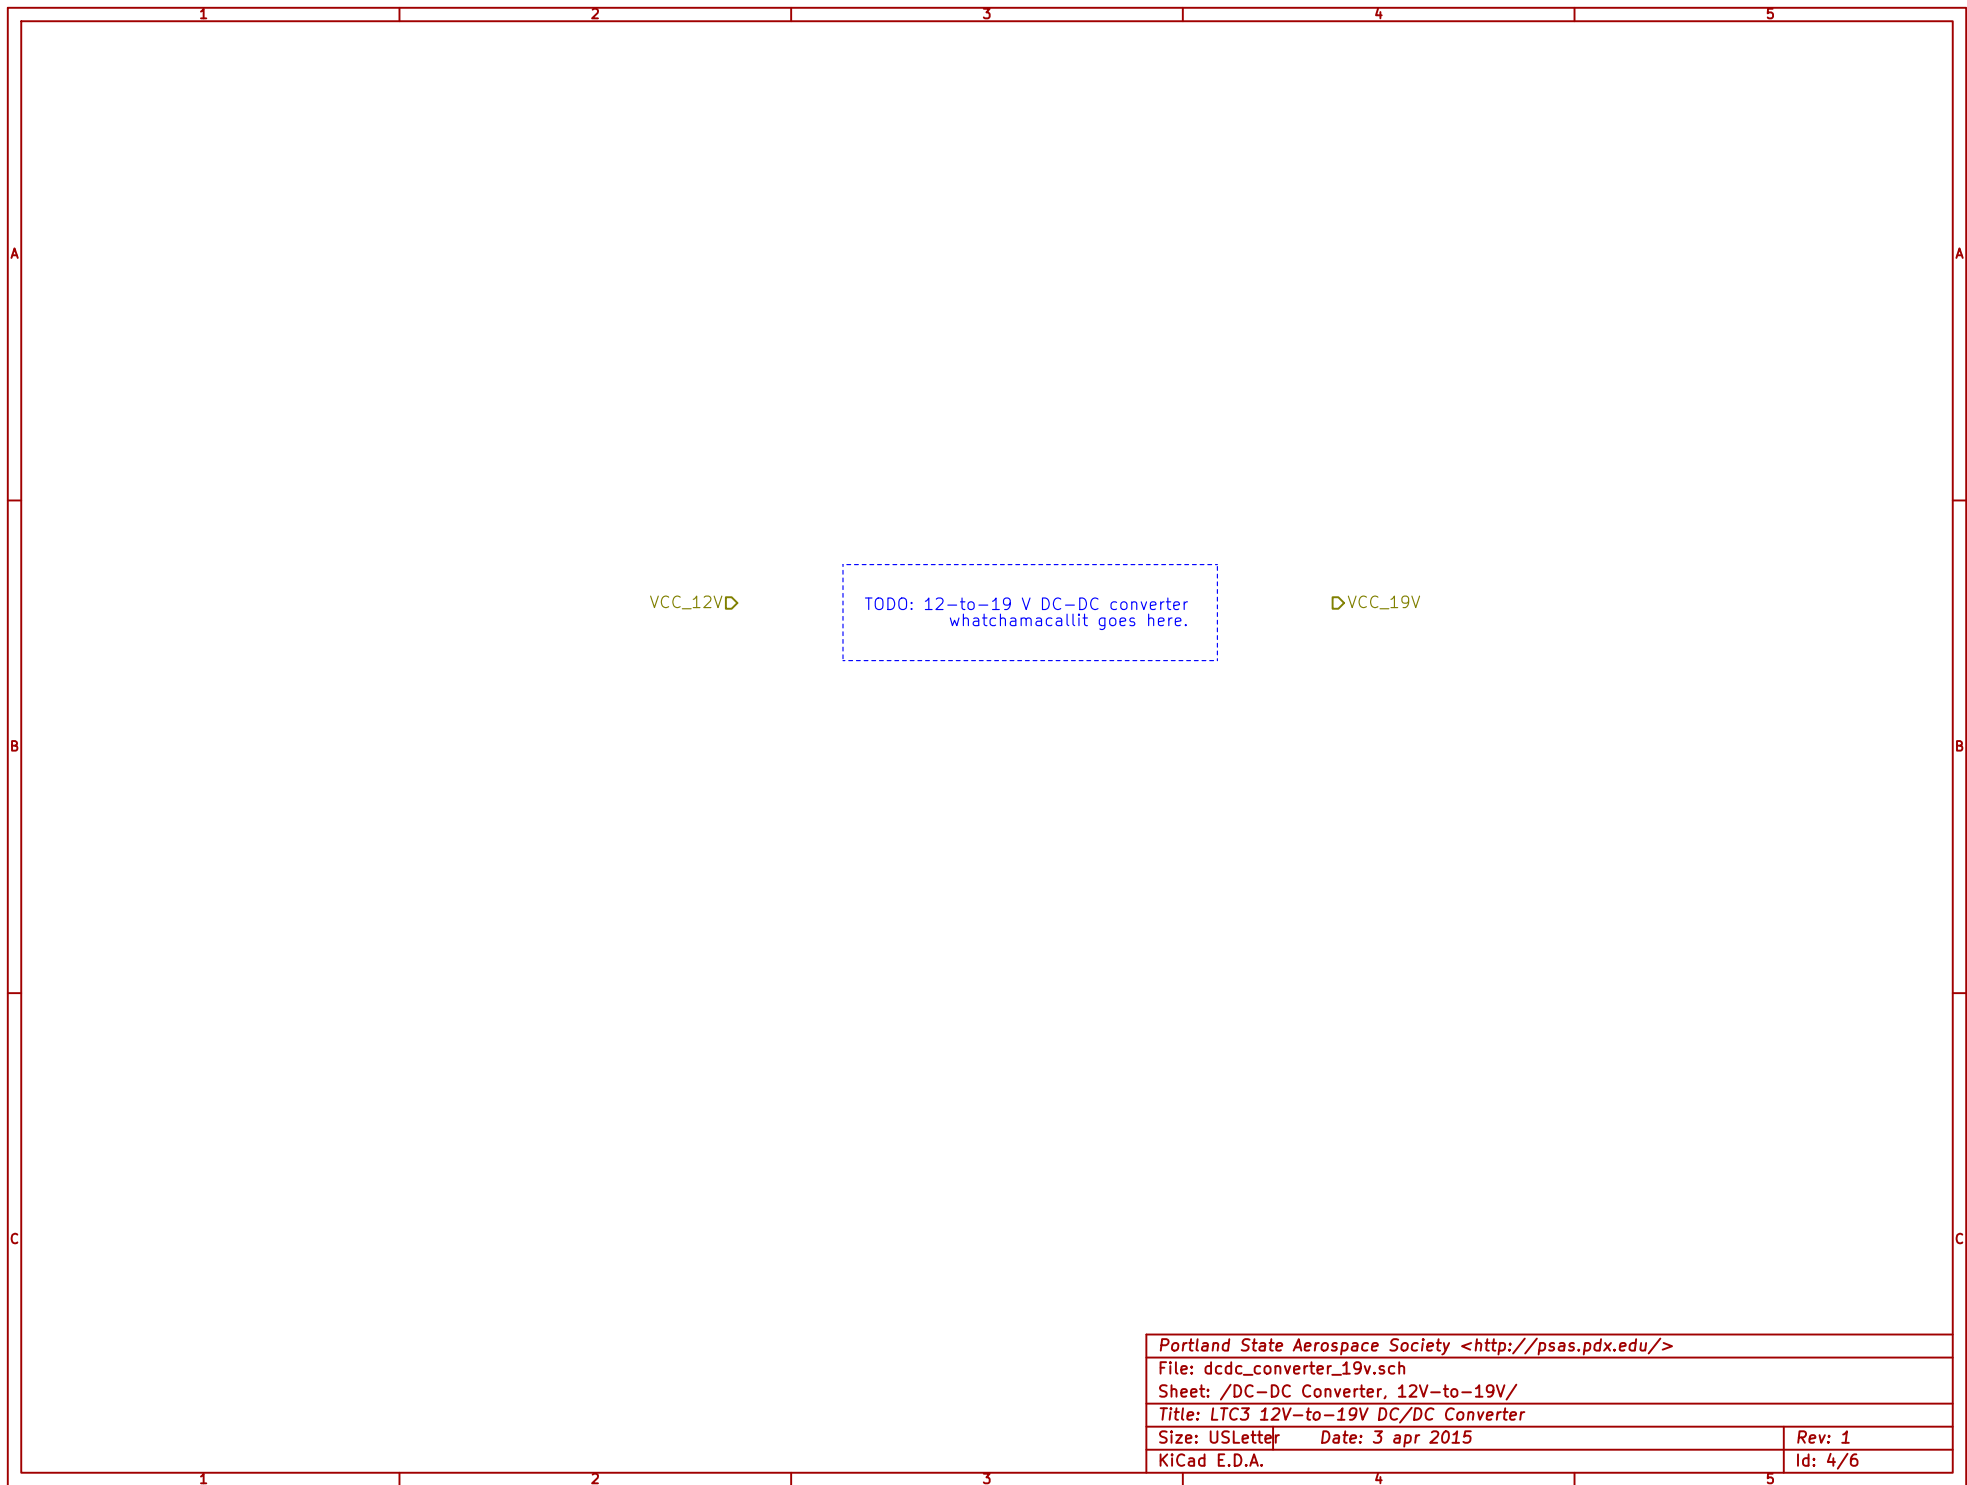 1 2 3 4 5
A A
VCC_12V TODO: 12-to-19 V DC-DC converter VCC_19V
whatchamacallit goes here.
B B
C C
Portland State Aerospace Society <http://psas.pdx.edu/>
File: dcdc_converter_19v.sch
Sheet: /DC-DC Converter, 12V-to-19V/
Title: LTC3 12V-to-19V DC/DC Converter
Size: USLetter Date: 3 apr 2015 Rev: 1
KiCad E.D.A. Id: 4/6
1 2 3 4 5